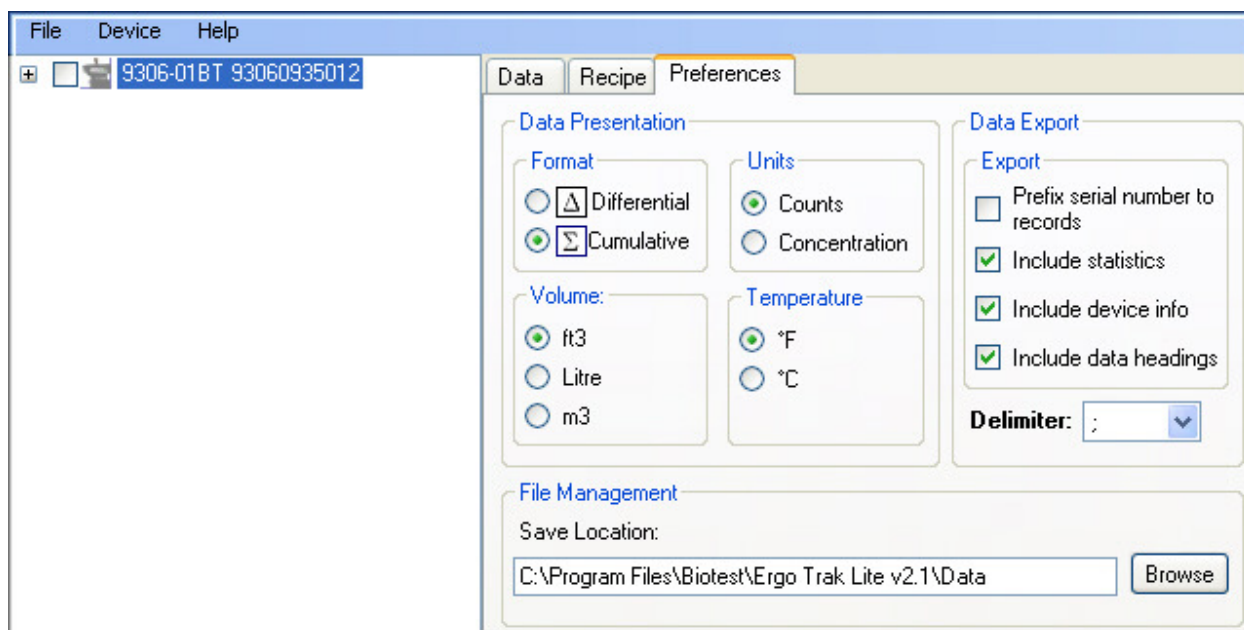 File Device Help
9306-01BT 93060935012
Data Recipe Preferences
Data Presentation
Format
Δ Differential
Σ Cumulative
Units
Counts
Concentration
Volume:
ft3
Litre
m3
Temperature
°F
°C
Data Export
Export
Prefix serial number to
records
Include statistics
Include device info
Include data headings
Delimiter: ;
File Management
Save Location:
C:\Program Files\Biotest\Ergo Trak Lite v2.1\Data
Browse